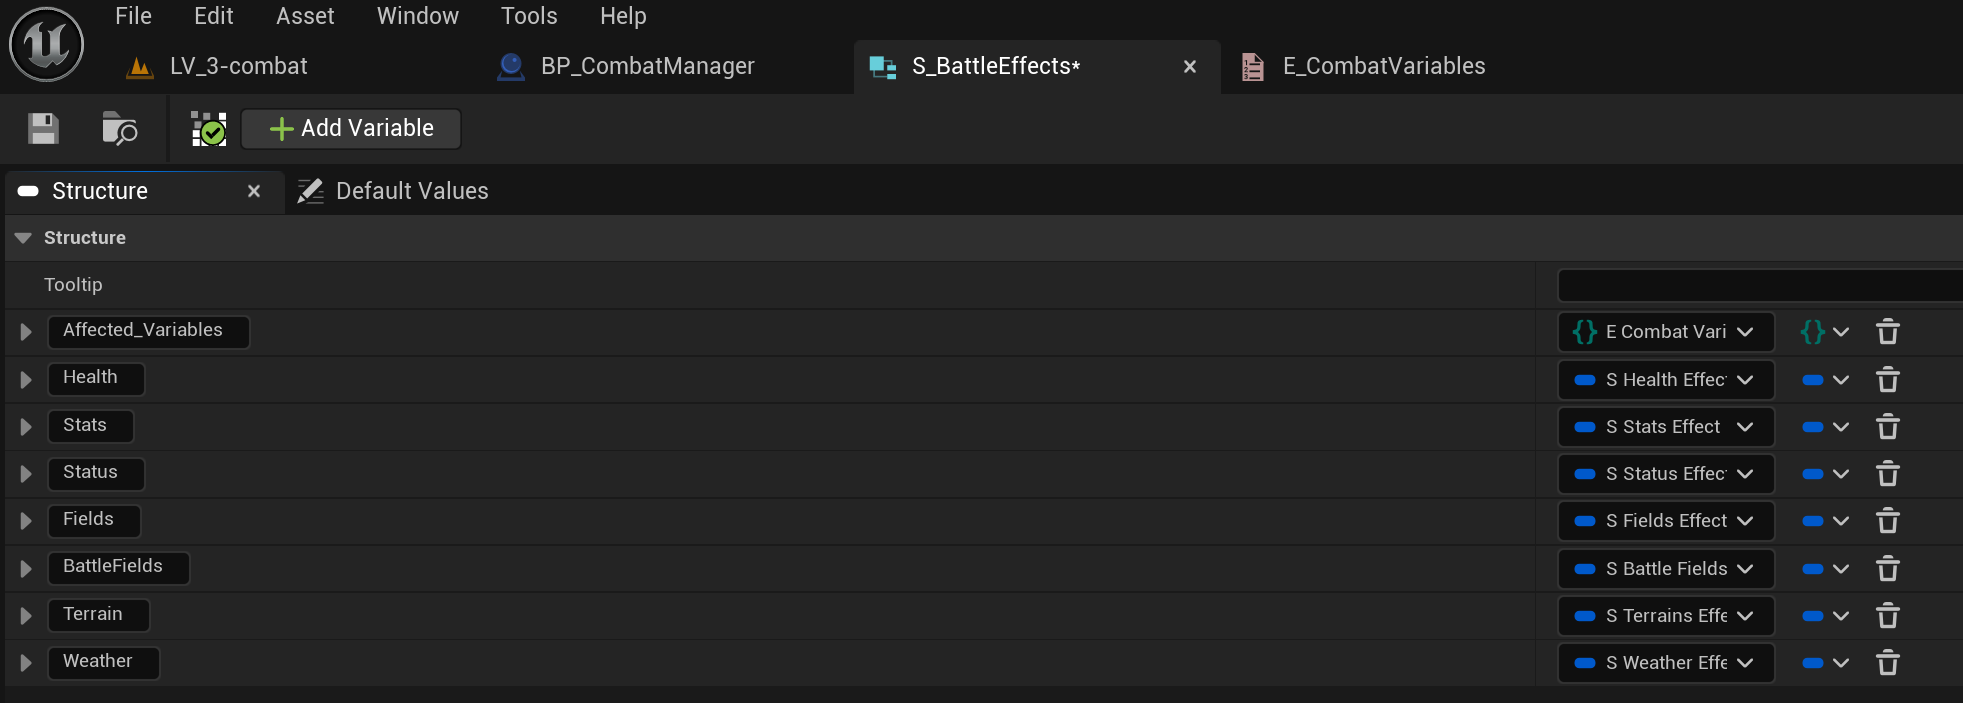 File Edit Asset Window Tools Help
LV_3-combat BP_CombatManager S_BattleEffects* E_CombatVariables
Add Variable
Structure Default Values
Structure
Tooltip
Affected_Variables E Combat Vari
Health S Health Effec
Stats S Stats Effect
Status S Status Effec
Fields S Fields Effect
BattleFields S Battle Fields
Terrain S Terrains Effe
Weather S Weather Effe